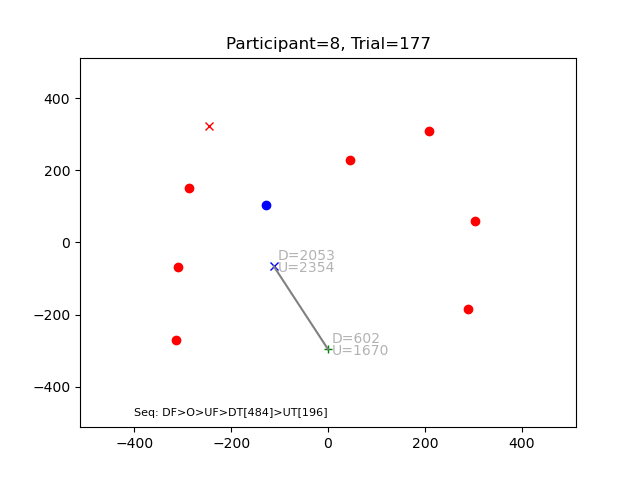 Participant=8, Trial=177
400
200
0
−200
−400
D=2053
U=2354
D=602
U=1670
Seq: DF>O>UF>DT[484]>UT[196]
−400
−200
0
200
400